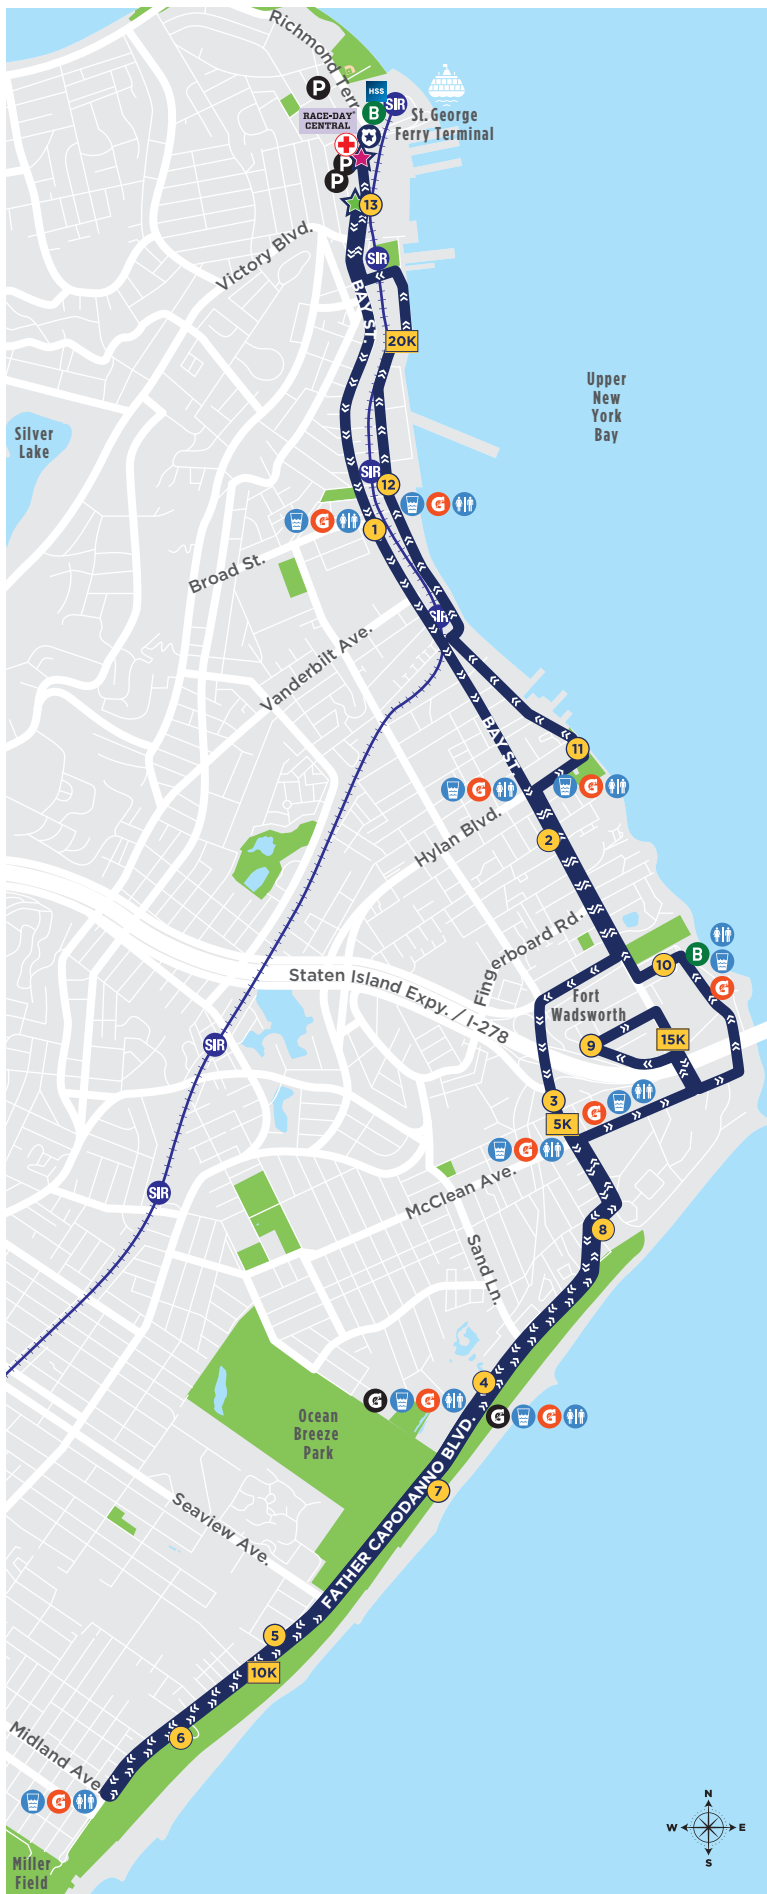 Richmond Terr.
P
HSS
SIR
B
RACE-DAY
CENTRAL
St. George
Ferry Terminal
P
P
13
Victory Blvd.
SIR
BAY ST.
20K
Upper
New
York
Bay
Silver
Lake
SIR
12
G
G
1
Broad St.
SIR
Vanderbilt Ave.
BAY ST.
11
G
G
2
Hylan Blvd.
Fingerboard Rd.
B
10
Staten Island Expy. / I-278
G
Fort
Wadsworth
15K
9
SIR
3
G
5K
G
McClean Ave.
SIR
8
Sand Ln.
4
G
G
G
G
Ocean
Breeze
Park
FATHER CAPODANNO BLVD.
7
Seaview Ave.
5
10K
6
Midland Ave.
G
N
W
E
S
Miller
Field